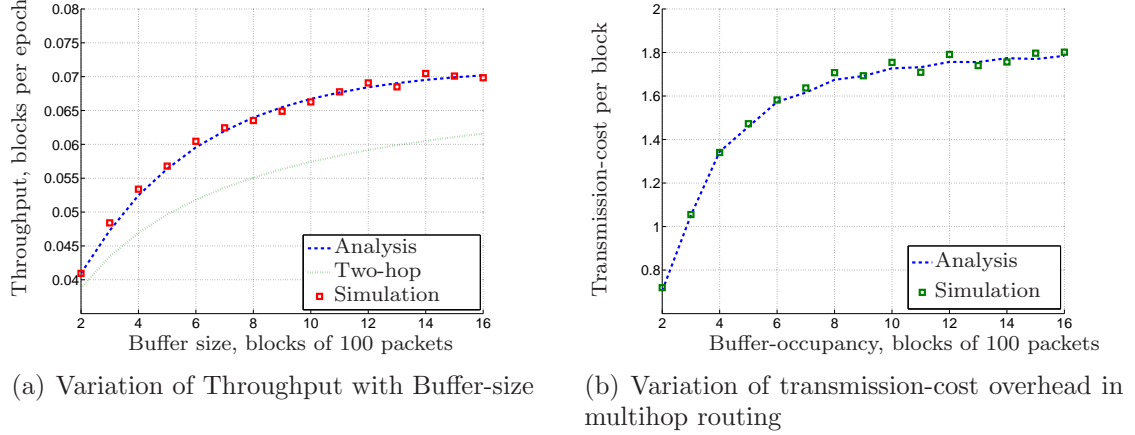 Throughput, blocks per epoch
0.08
0.075
0.07
0.065
0.06
0.055
0.05
0.045
0.04
2 4 6 8 10 12 14 16
Buffer size, blocks of 100 packets
Analysis
Two-hop
Simulation
(a) Variation of Throughput with Buffer-size
Transmission-cost per block
2
1.8
1.6
1.4
1.2
1
0.8
2 4 6 8 10 12 14 16
Buffer-occupancy, blocks of 100 packets
Analysis
Simulation
(b) Variation of transmission-cost overhead in
multihop routing